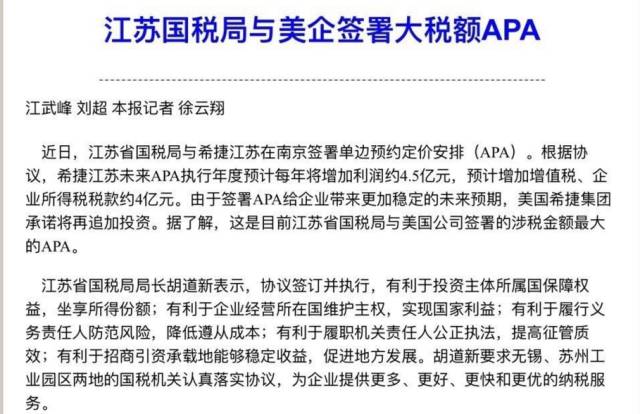 江苏国税局与美企签署大税额APA
江武峰 刘超 本报记者 徐云翔
近日，江苏省国税局与希捷江苏在南京签署单边预约定价安排（APA）。根据协
议，希捷江苏未来APA执行年度预计每年将增加利润约4.5亿元，预计增加增值税、企
业所得税税款约4亿元。由于签署APA给企业带来更加稳定的未来预期，美国希捷集团
承诺将再追加投资。据了解，这是目前江苏省国税局与美国公司签署的涉税金额最大
的APA。
江苏省国税局局长胡道新表示，协议签订并执行，有利于投资主体所属国保障权
益，坐享所得份额；有利于企业经营所在国维护主权，实现国家利益；有利于履行义
务责任人防范风险，降低遵从成本；有利于履职机关责任人公正执法，提高征管质
效；有利于招商引资承载地能够稳定收益，促进地方发展。胡道新要求无锡、苏州工
业园区两地的国税机关认真落实协议，为企业提供更多、更好、更快和更优的纳税服
务。